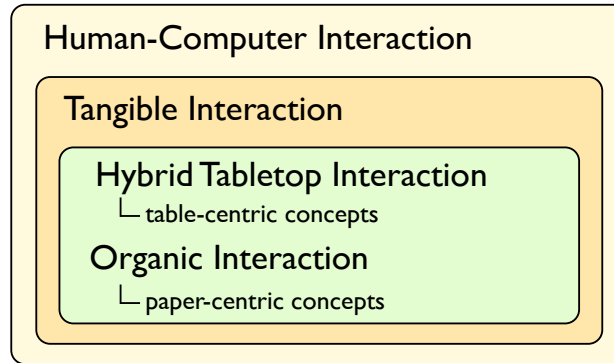 Human-Computer Interaction
Tangible Interaction
Hybrid Tabletop Interaction
table-centric concepts
Organic Interaction
paper-centric concepts